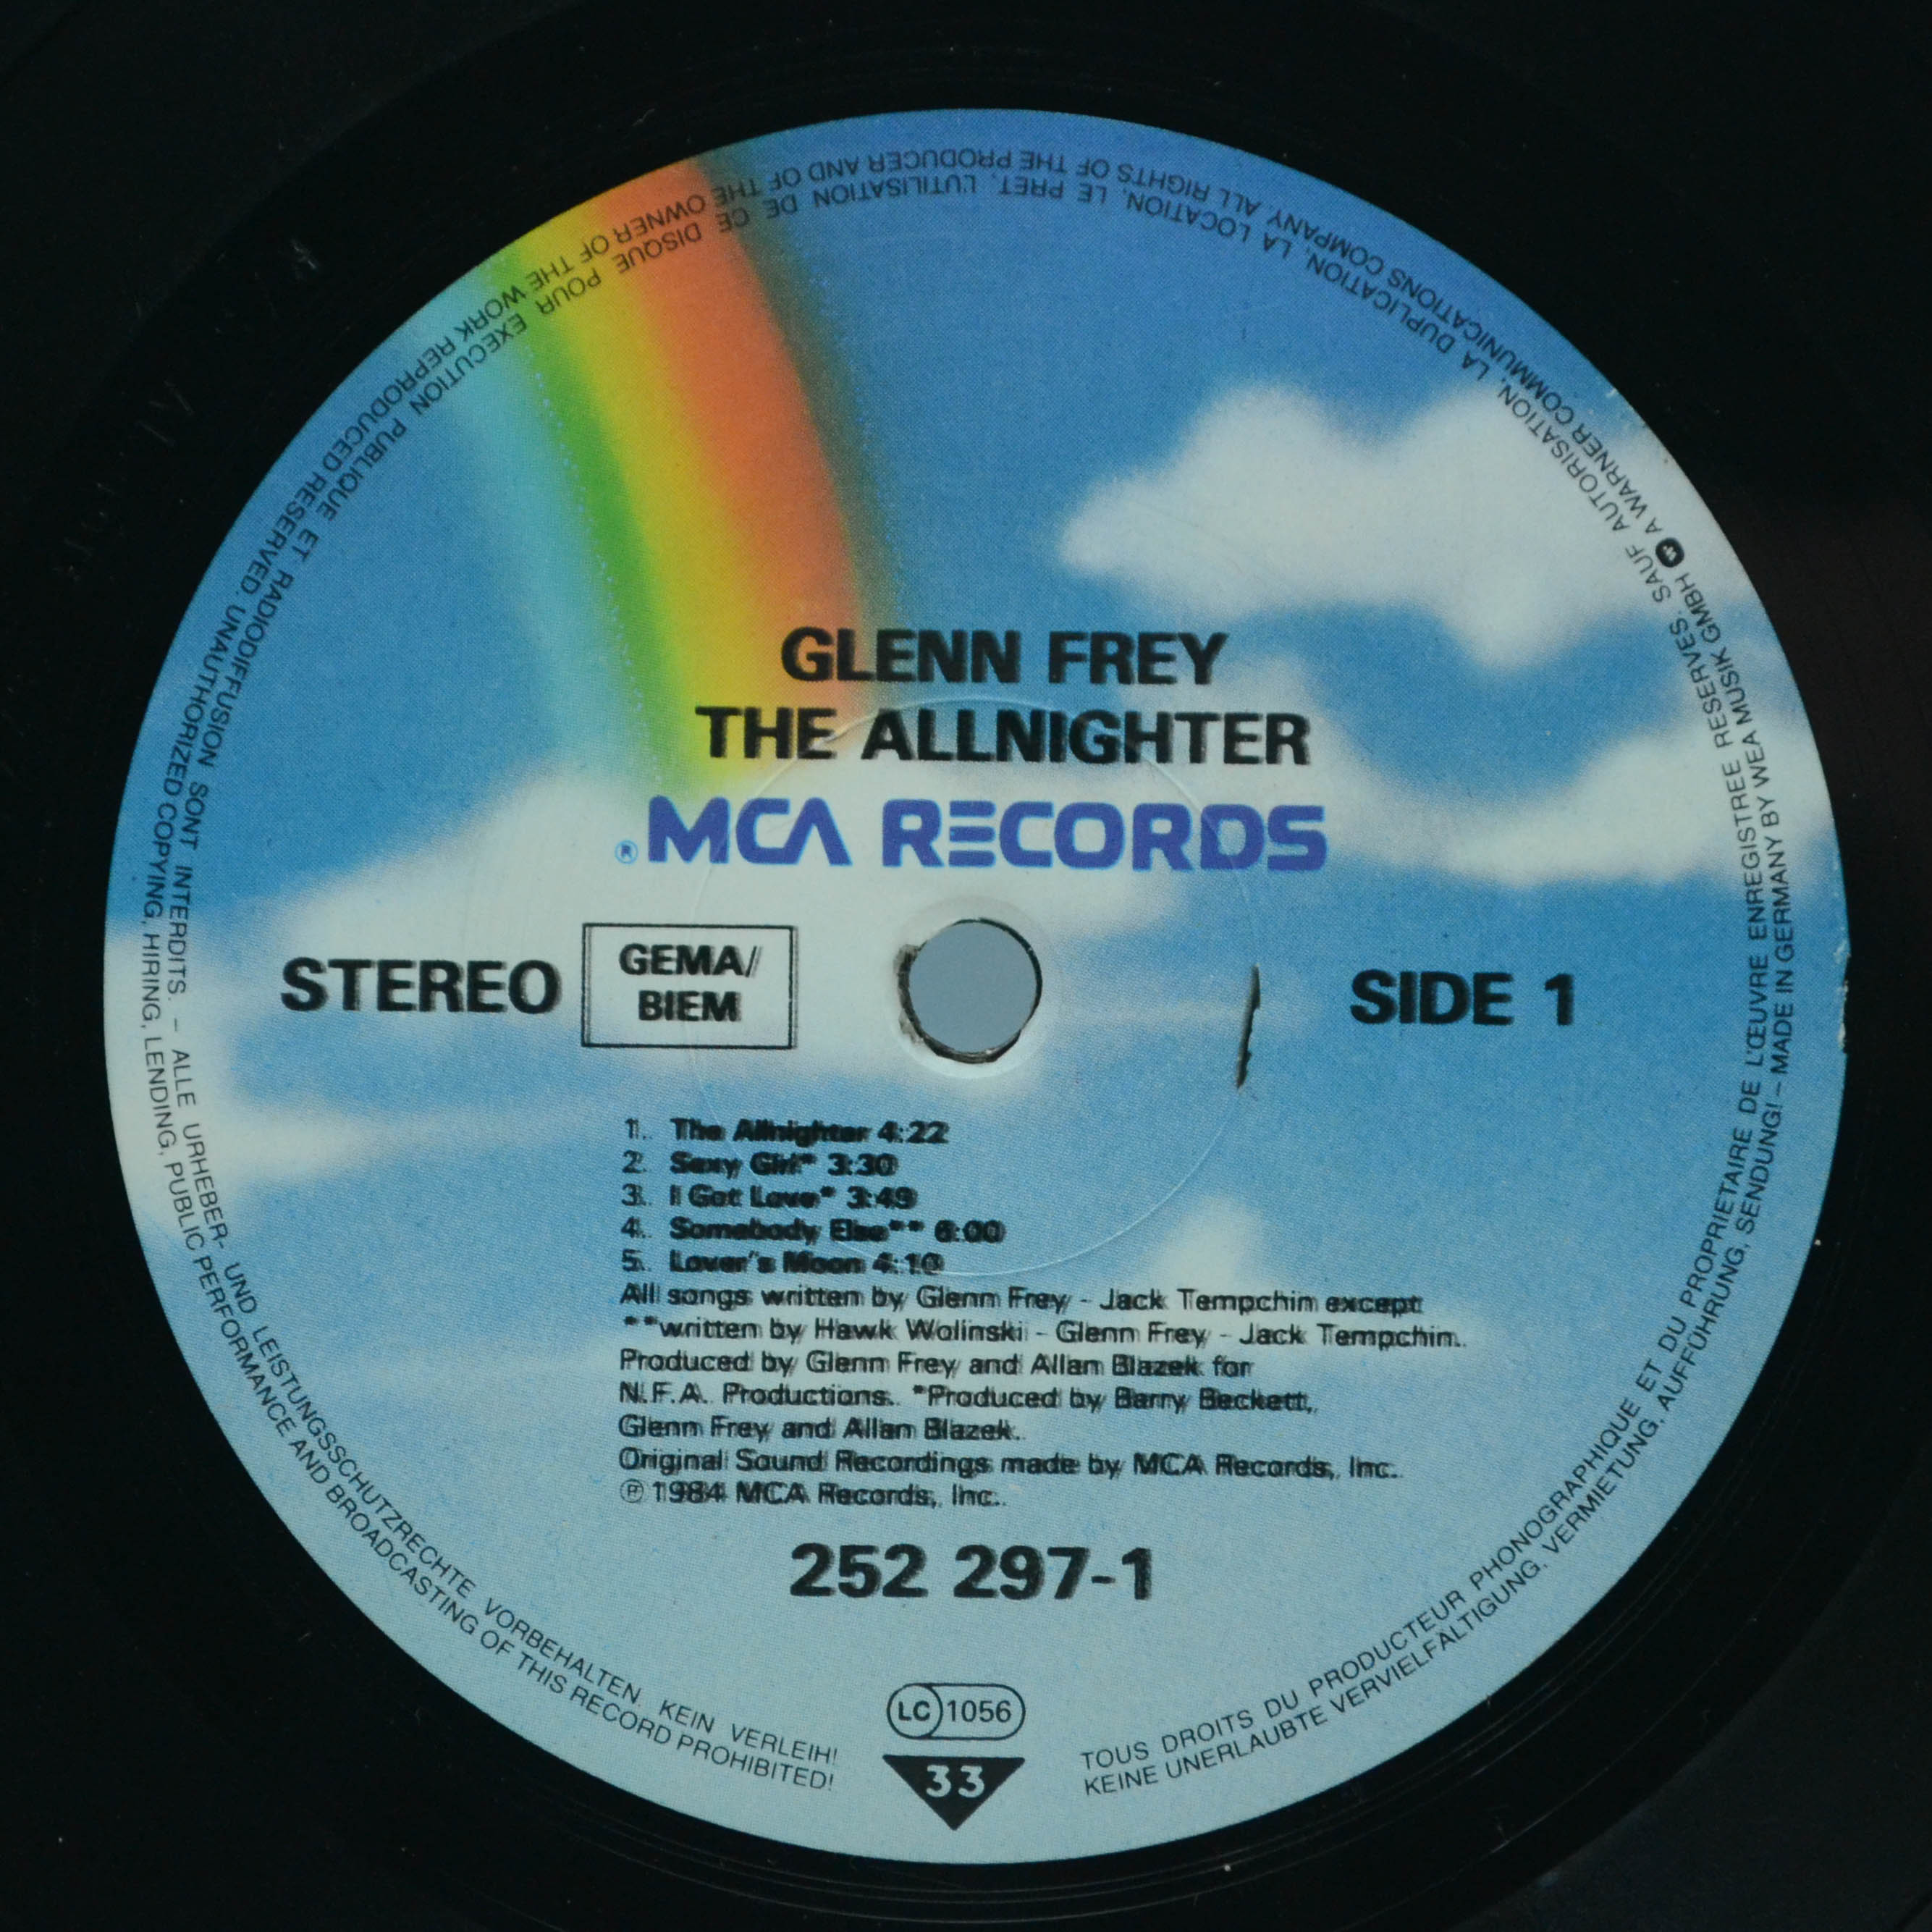 GLENN FREY
THE ALLNIGHTER
® MCA RECORDS
STEREO
GEMA/
BIEM
SIDE 1
1. The Allnighter 4:22
2. Sexy Girl* 3:30
3. I Got Love* 3:49
4. Somebody Else** 6:00
5. Lover's Moon 4:10
All songs written by Glenn Frey - Jack Tempchin except
**written by Hawk Wolinski - Glenn Frey - Jack Tempchin.
Produced by Glenn Frey and Allan Blazek for
N.F.A. Productions. *Produced by Barry Beckett,
Glenn Frey and Allan Blazek.
Original Sound Recordings made by MCA Records, Inc.
℗ 1984 MCA Records, Inc.
252 297-1
LC 1056
33
TOUS DROITS DU PRODUCTEUR PHONOGRAPHIQUE ET DU PROPRIETAIRE DE L'ŒUVRE ENREGISTREE RESERVES. SAUF AUTORISATION, LA DUPLICATION, LA LOCATION, LE PRET, L'UTILISATION DE CE DISQUE POUR EXECUTION PUBLIQUE ET RADIODIFFUSION SONT INTERDITS. – ALLE URHEBER- UND LEISTUNGSSCHUTZRECHTE VORBEHALTEN. KEIN VERLEIH!
KEINE UNERLAUBTE VERVIELFÄLTIGUNG, VERMIETUNG, AUFFÜHRUNG, SENDUNG! – MADE IN GERMANY BY WEA MUSIK GMBH A WARNER COMMUNICATIONS COMPANY. ALL RIGHTS OF THE PRODUCER AND OF THE OWNER OF THE WORK REPRODUCED RESERVED. UNAUTHORIZED COPYING, HIRING, LENDING, PUBLIC PERFORMANCE AND BROADCASTING OF THIS RECORD PROHIBITED!